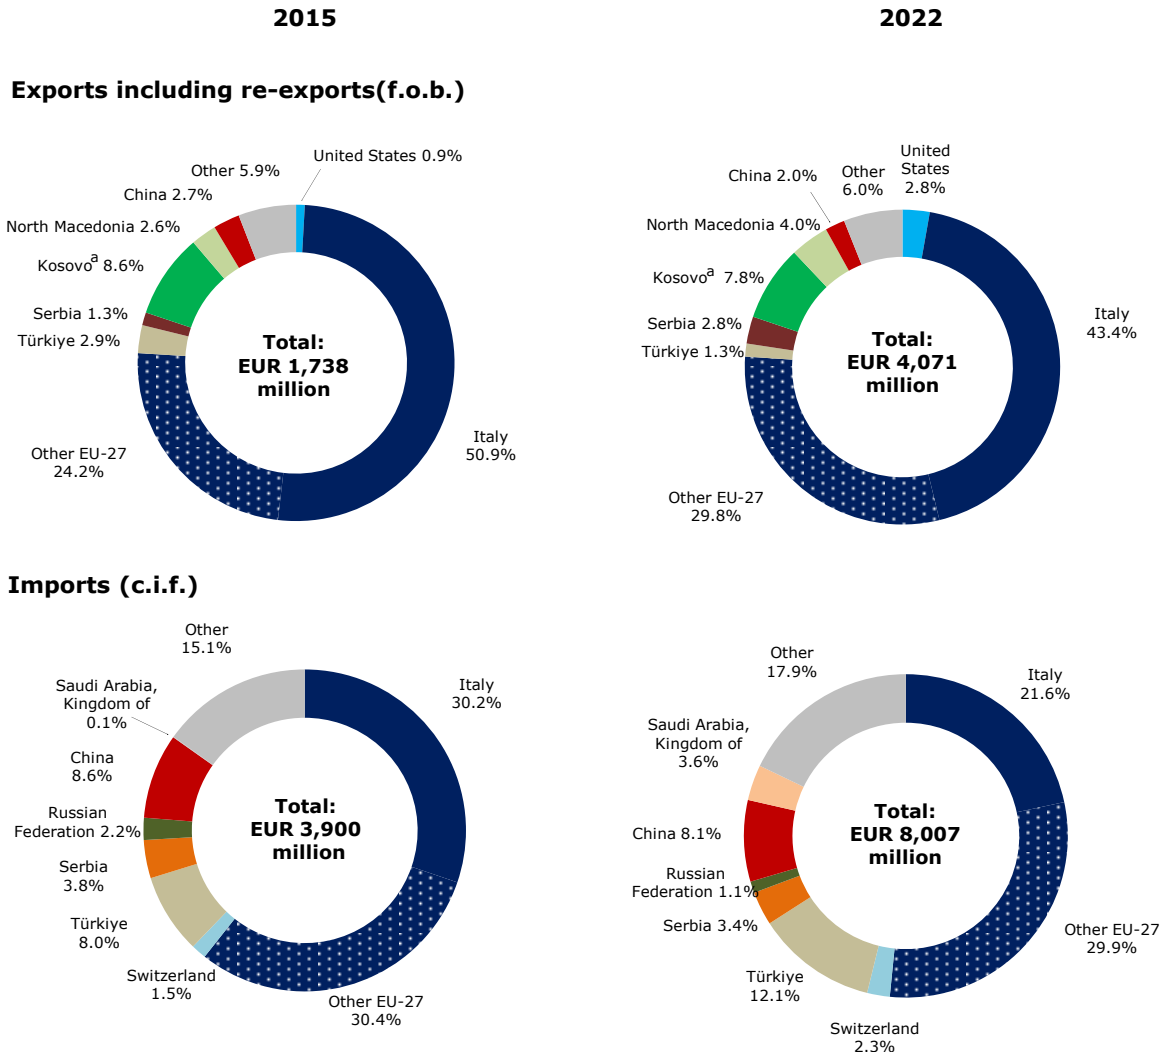 2015
2022
Exports including re-exports(f.o.b.)
United States 0.9%
Other 5.9%
China 2.7%
North Macedonia 2.6%
Kosovoa 8.6%
Serbia 1.3%
Türkiye 2.9%
Total:
EUR 1,738
million
Other EU-27
24.2%
Italy
50.9%
United
States
2.8%
Other
6.0%
China 2.0%
North Macedonia 4.0%
Kosovoa 7.8%
Serbia 2.8%
Türkiye 1.3%
Total:
EUR 4,071
million
Italy
43.4%
Other EU-27
29.8%
Imports (c.i.f.)
Other
15.1%
Italy
30.2%
Saudi Arabia,
Kingdom of
0.1%
China
8.6%
Russian
Federation 2.2%
Serbia
3.8%
Türkiye
8.0%
Switzerland
1.5%
Total:
EUR 3,900
million
Other EU-27
30.4%
Other
17.9%
Italy
21.6%
Saudi Arabia,
Kingdom of
3.6%
China 8.1%
Russian
Federation 1.1%
Serbia 3.4%
Türkiye
12.1%
Switzerland
2.3%
Total:
EUR 8,007
million
Other EU-27
29.9%